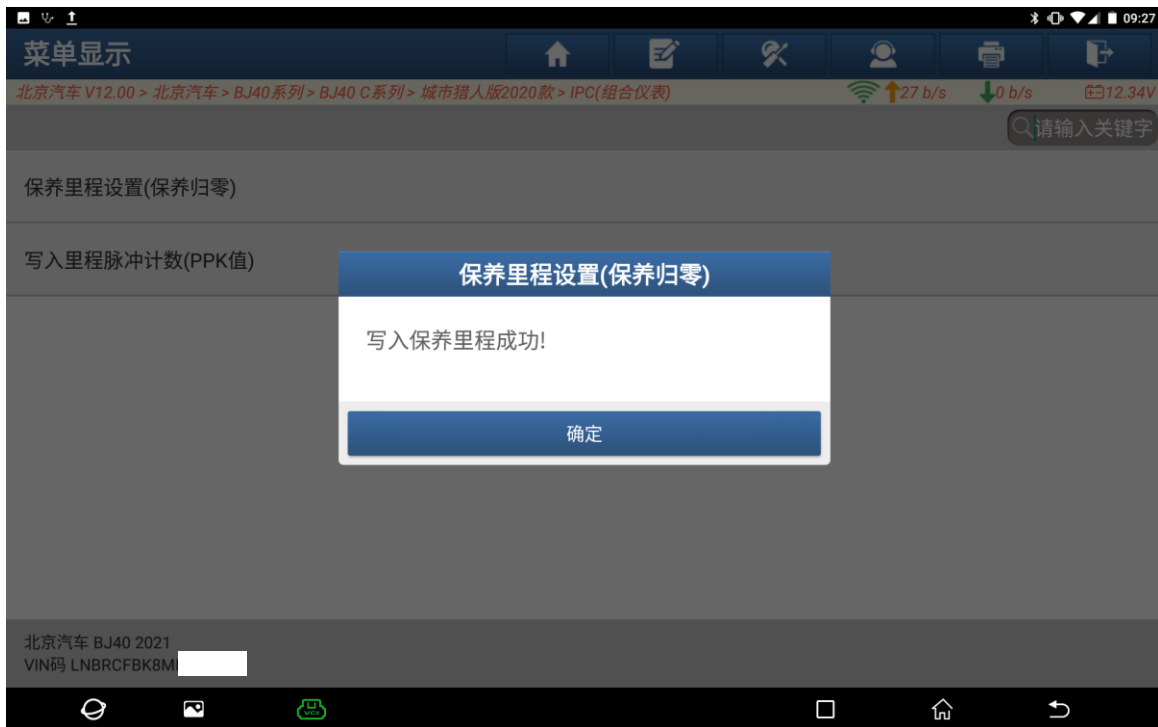 09:27
菜单显示
北京汽车 V12.00 > 北京汽车 > BJ40系列 > BJ40 C系列 > 城市猎人版2020款 > IPC(组合仪表)
27 b/s
0 b/s
12.34V
请输入关键字
保养里程设置(保养归零)
写入里程脉冲计数(PPK值)
保养里程设置(保养归零)
写入保养里程成功!
确定
北京汽车 BJ40 2021
VIN码 LNBRCFBK8M
VCI